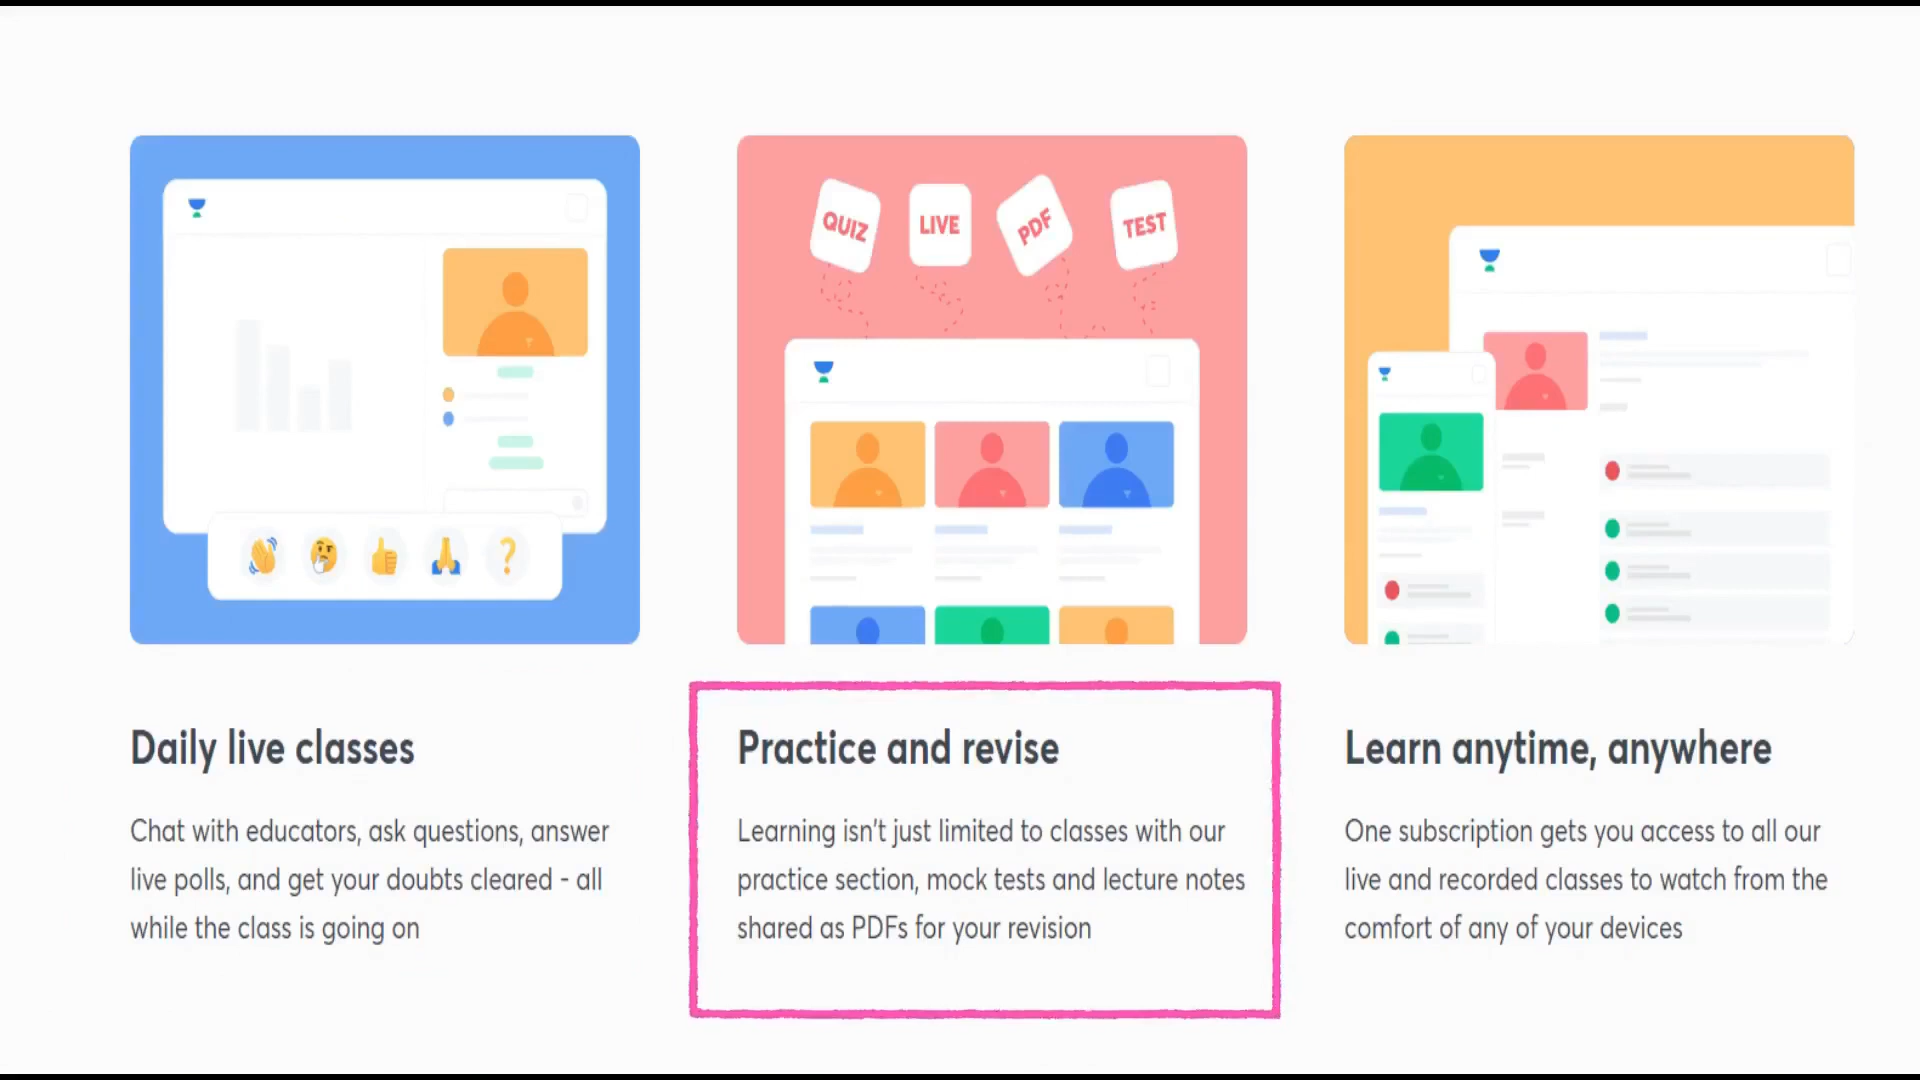 QUIZ
LIVE
PDF
TEST
Daily live classes
Chat with educators, ask questions, answer
live polls, and get your doubts cleared - all
while the class is going on
Practice and revise
Learning isn't just limited to classes with our
practice section, mock tests and lecture notes
shared as PDFs for your revision
Learn anytime, anywhere
One subscription gets you access to all our
live and recorded classes to watch from the
comfort of any of your devices